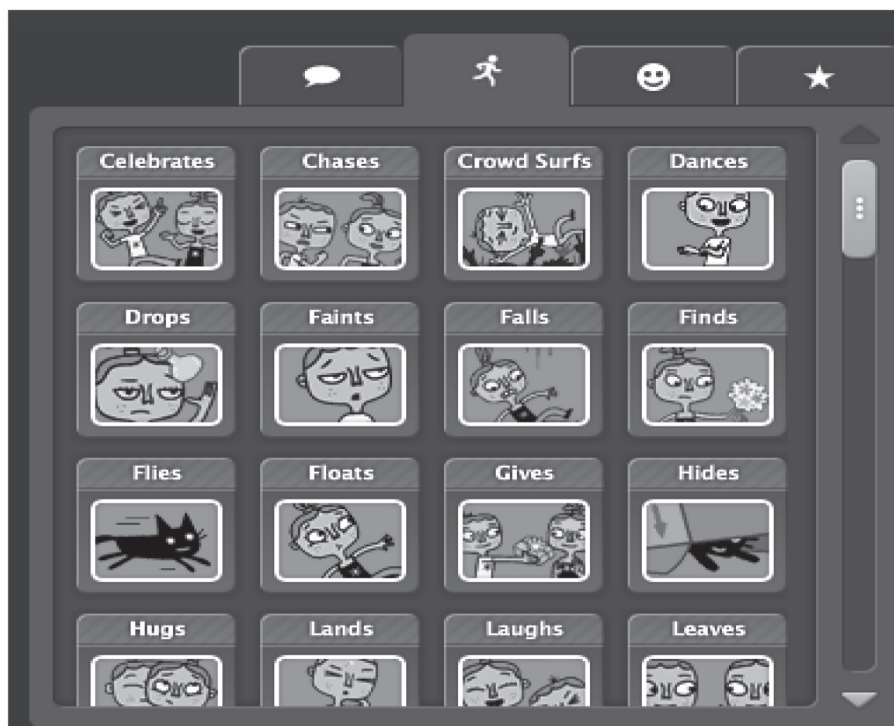 Celebrates Chases Crowd Surfs Dances
Drops Faints Falls Finds
Flies Floats Gives Hides
Hugs Lands Laughs Leaves